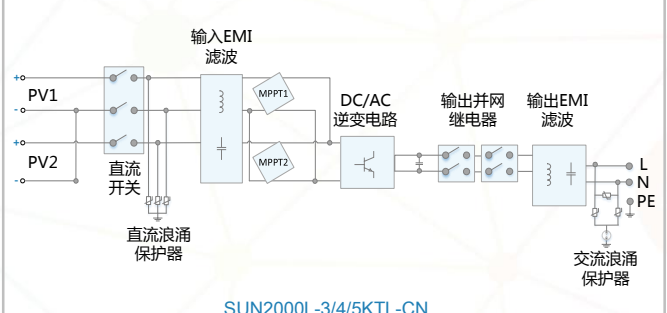 输入EMI
滤波
+
PV1
-
+
PV2
-
直流
开关
直流浪涌
保护器
MPPT1
MPPT2
DC/AC
逆变电路
输出并网
继电器
输出EMI
滤波
L
N
PE
交流浪涌
保护器
SUN2000L-3/4/5KTL-CN